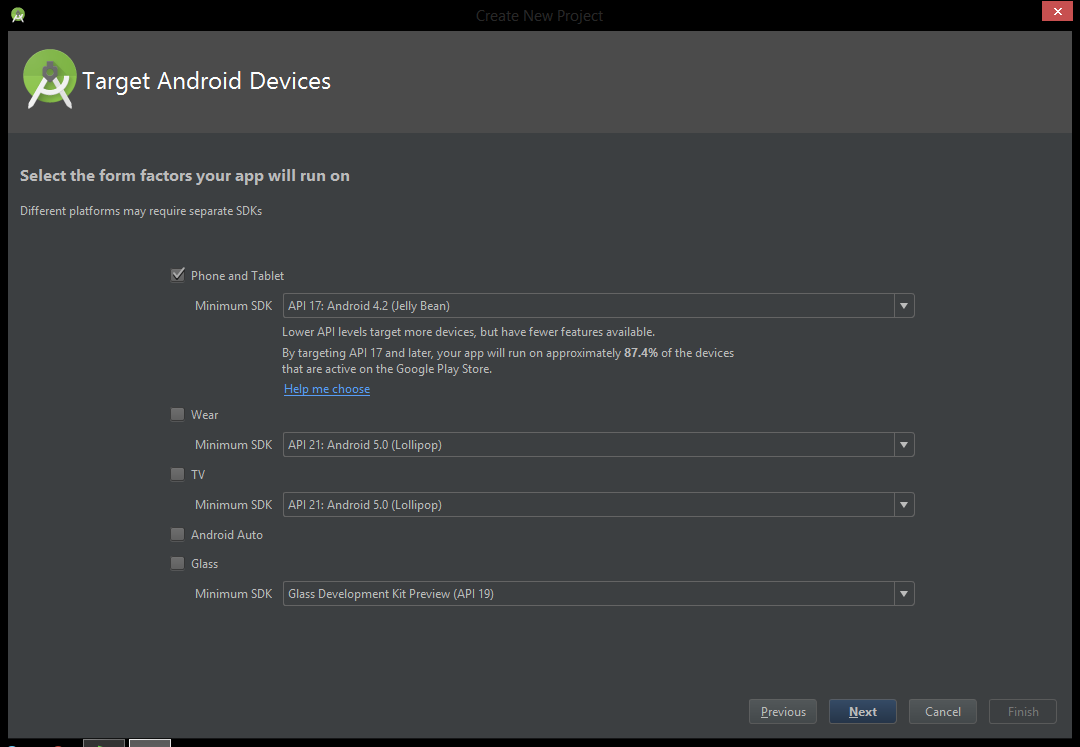 Create New Project
Target Android Devices
Select the form factors your app will run on
Different platforms may require separate SDKs
Phone and Tablet
Minimum SDK API 17: Android 4.2 (Jelly Bean)
Lower API levels target more devices, but have fewer features available.
By targeting API 17 and later, your app will run on approximately 87.4% of the devices
that are active on the Google Play Store.
Help me choose
Wear
Minimum SDK API 21: Android 5.0 (Lollipop)
TV
Minimum SDK API 21: Android 5.0 (Lollipop)
Android Auto
Glass
Minimum SDK Glass Development Kit Preview (API 19)
Previous Next Cancel Finish